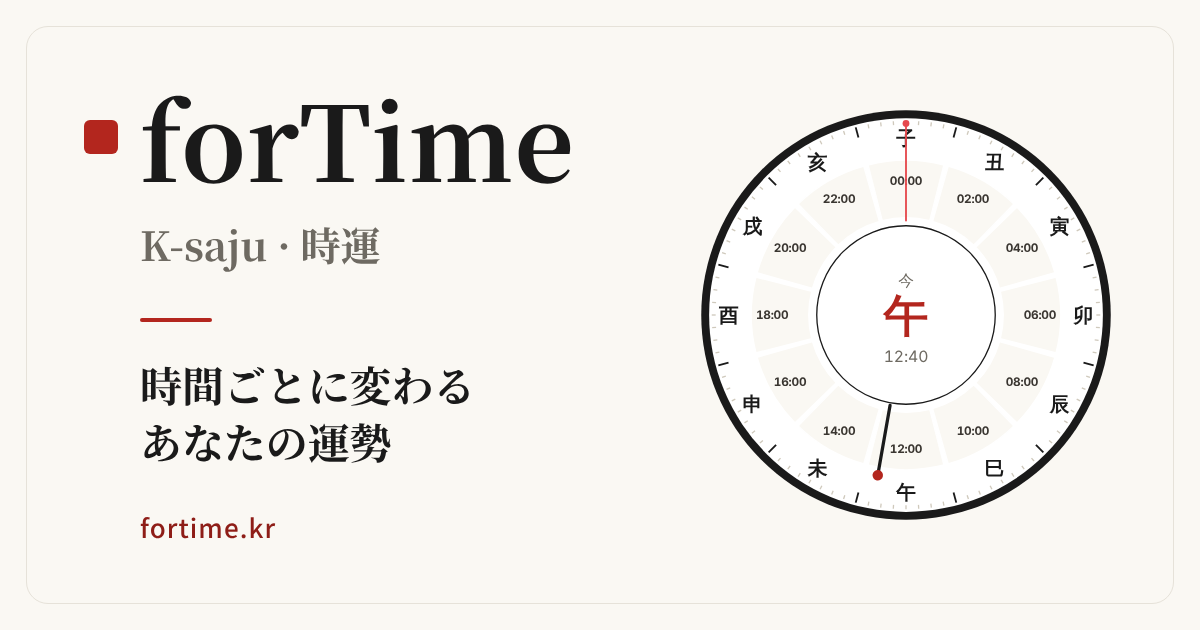 forTime
K-saju · 時運
時間ごとに変わる
あなたの運勢
fortime.kr
子
丑
寅
卯
辰
巳
午
未
申
酉
戌
亥
00:00
02:00
04:00
06:00
08:00
10:00
12:00
14:00
16:00
18:00
20:00
22:00
今
午
12:40